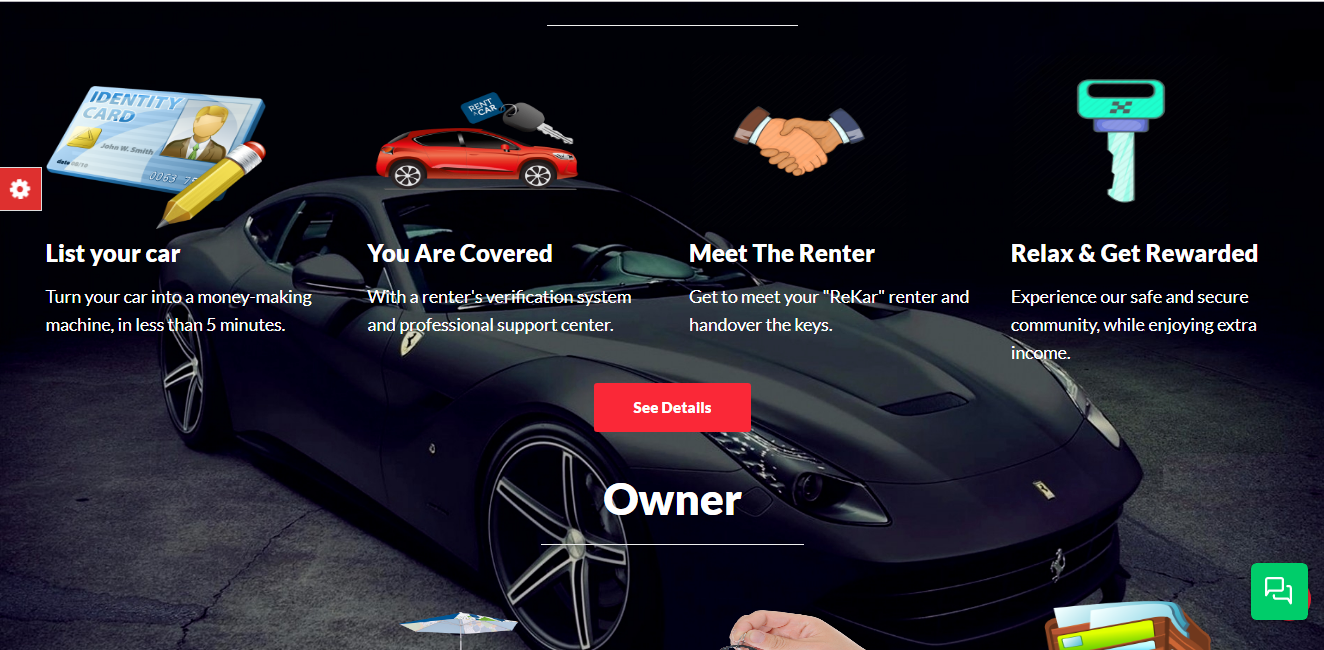 IDENTITY
CARD
John W. Smith
RENT
A CAR
List your car
Turn your car into a money-making
machine, in less than 5 minutes.
You Are Covered
With a renter's verification system
and professional support center.
Meet The Renter
Get to meet your "ReKar" renter and
handover the keys.
Relax & Get Rewarded
Experience our safe and secure
community, while enjoying extra
income.
See Details
Owner